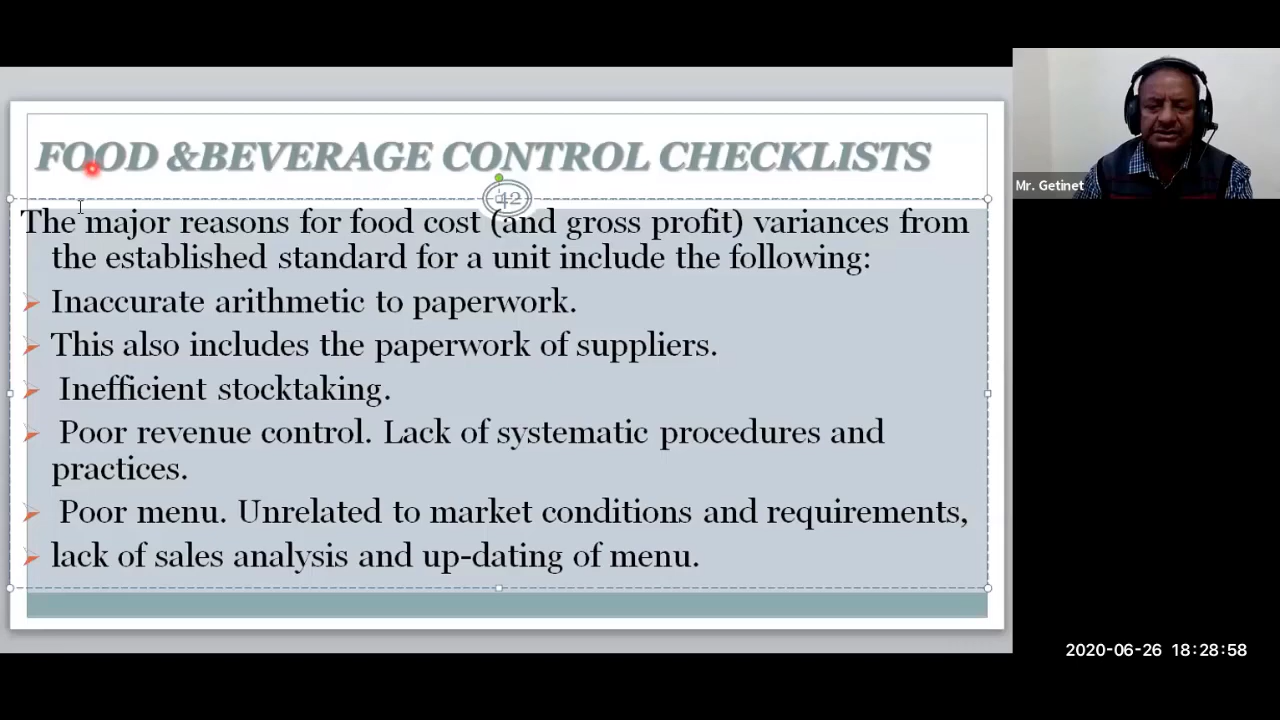 FOOD &BEVERAGE CONTROL CHECKLISTS
42
The major reasons for food cost (and gross profit) variances from
the established standard for a unit include the following:
Inaccurate arithmetic to paperwork.
This also includes the paperwork of suppliers.
Inefficient stocktaking.
Poor revenue control. Lack of systematic procedures and
practices.
Poor menu. Unrelated to market conditions and requirements,
lack of sales analysis and up-dating of menu.
Mr. Getinet
2020-06-26 18:28:58